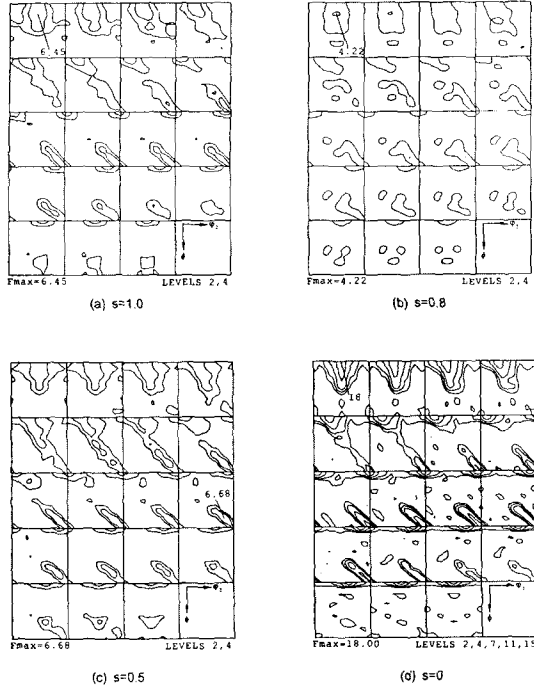 6.45
4.22
Fmax=6.45 LEVELS 2,4
Fmax=4.22 LEVELS 2,4
(a) s=1.0
(b) s=0.8
18
6.68
Fmax=6.68 LEVELS 2,4
Fmax=18.00 LEVELS 2,4,7,11,15
(c) s=0.5
(d) s=0